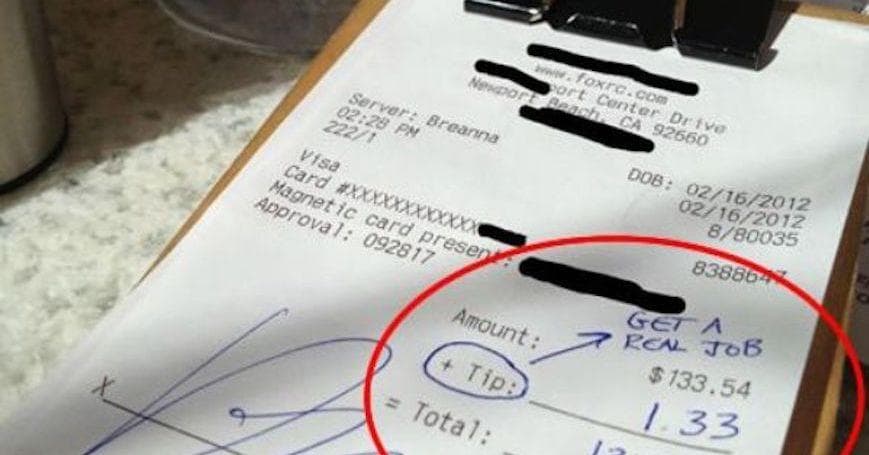 www.foxrc.com
port Center Drive
Newport Beach, CA 92660
Server: Breanna
02:28 PM
222/1
DOB: 02/16/2012
02/16/2012
8/80035
Visa
Card #XXXXXXXXXXXX
Magnetic card present:
Approval: 092817
8388647
Amount:
$133.54
GET A
REAL JOB
+ Tip:
1.33
= Total:
X